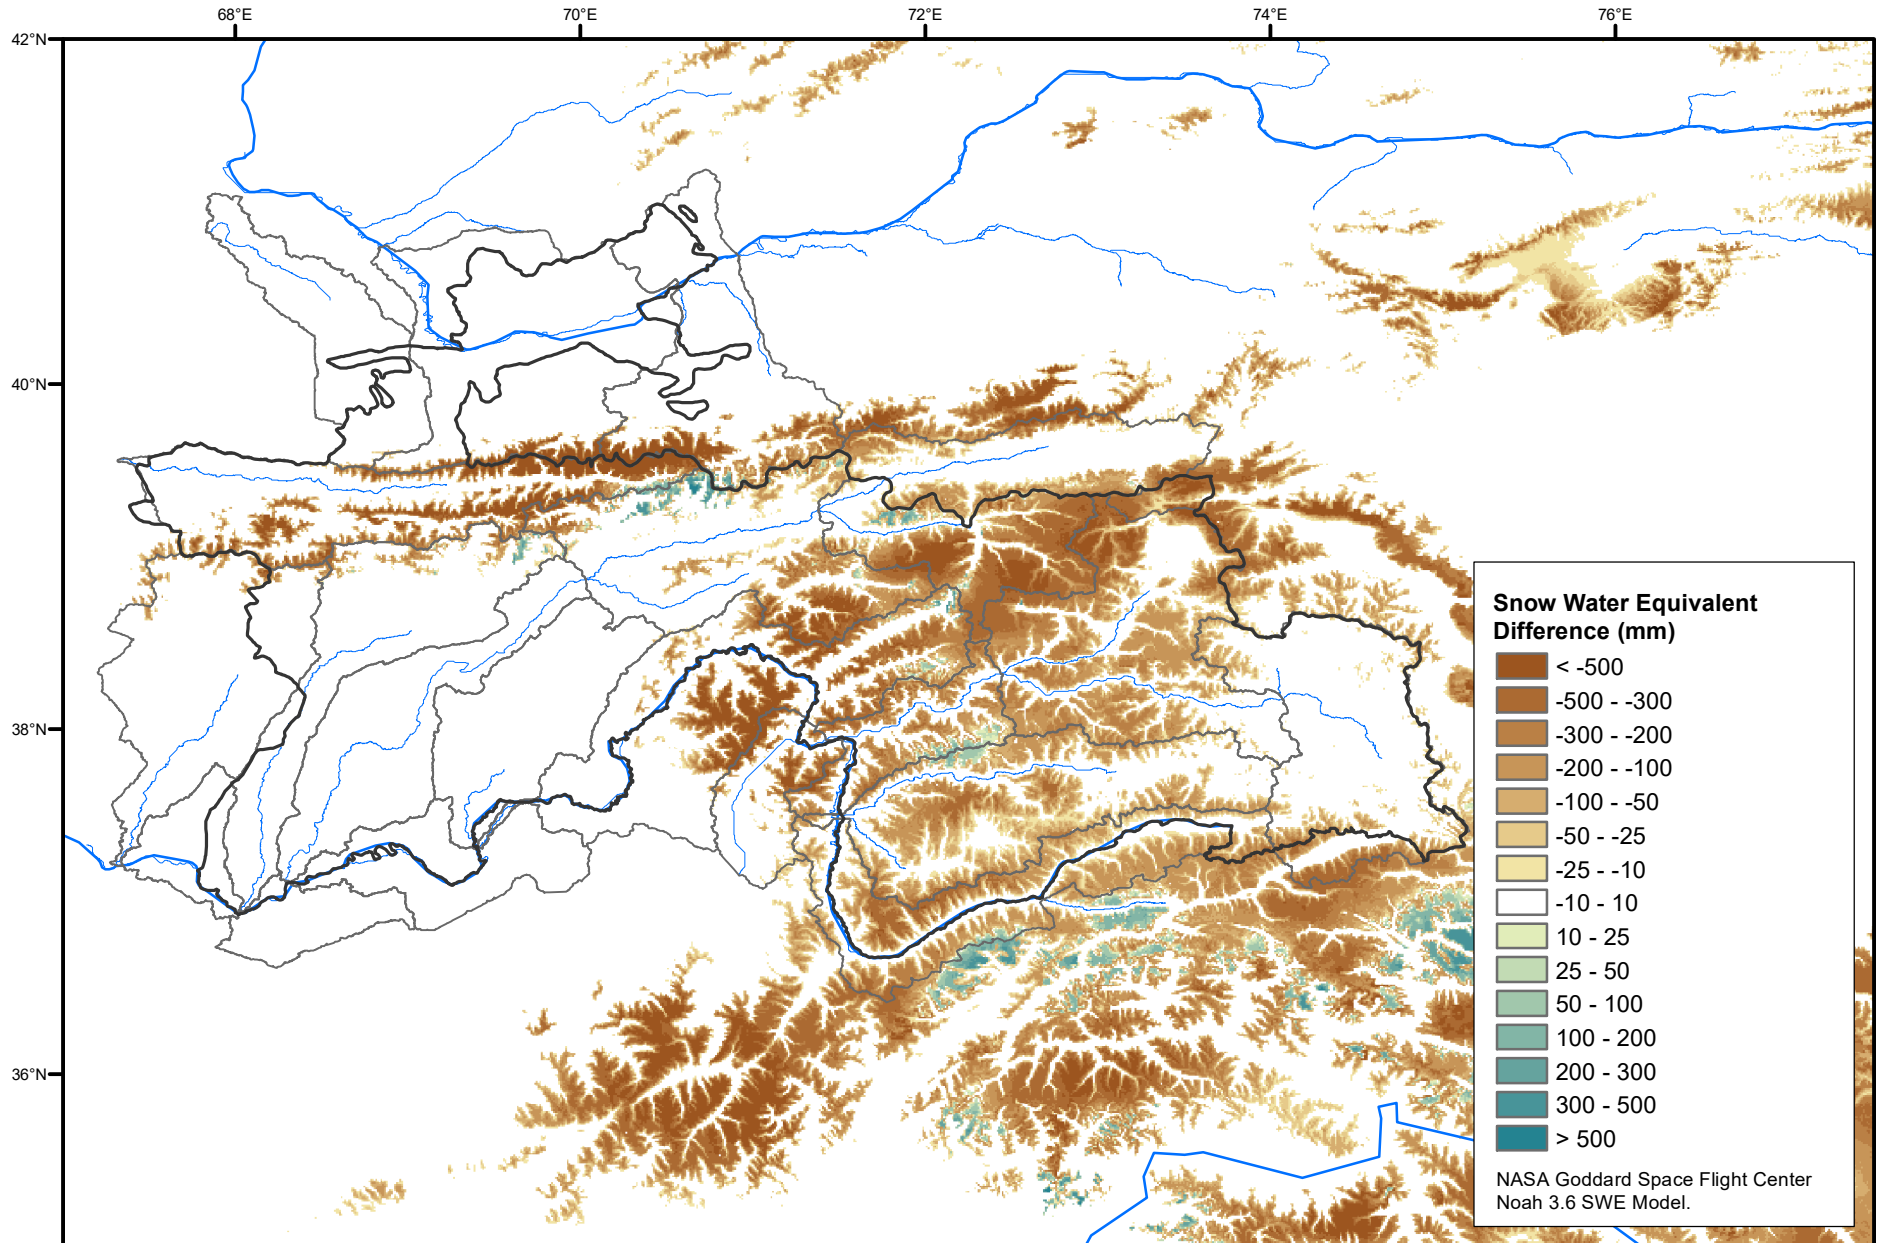 68°E 70°E 72°E 74°E 76°E
42°N
40°N
38°N
36°N
Snow Water Equivalent
Difference (mm)
< -500
-500 - -300
-300 - -200
-200 - -100
-100 - -50
-50 - -25
-25 - -10
-10 - 10
10 - 25
25 - 50
50 - 100
100 - 200
200 - 300
300 - 500
> 500
NASA Goddard Space Flight Center
Noah 3.6 SWE Model.